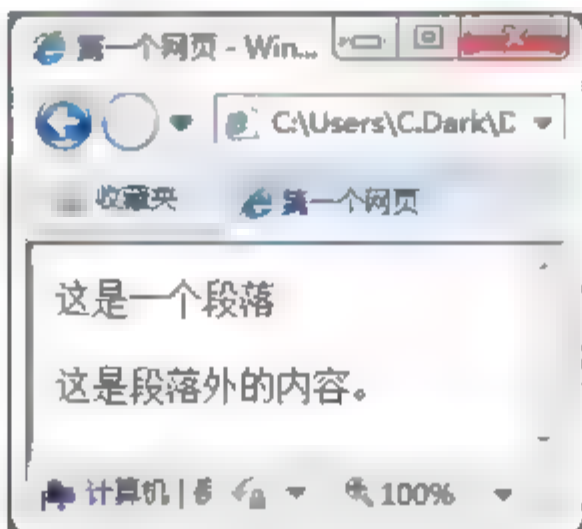 第一个网页 - Win...
C:\Users\C.Dark\D
收藏夹
第一个网页
这是一个段落
这是段落外的内容。
计算机 |
100%